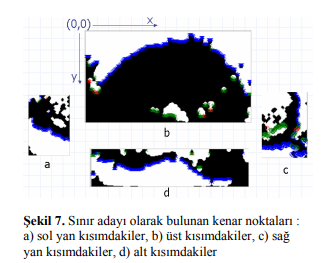 (0,0)
x
y
b
a
c
d
Şekil 7. Sınır adayı olarak bulunan kenar noktaları :
a) sol yan kısımdakiler, b) üst kısımdakiler, c) sağ
yan kısımdakiler, d) alt kısımdakiler